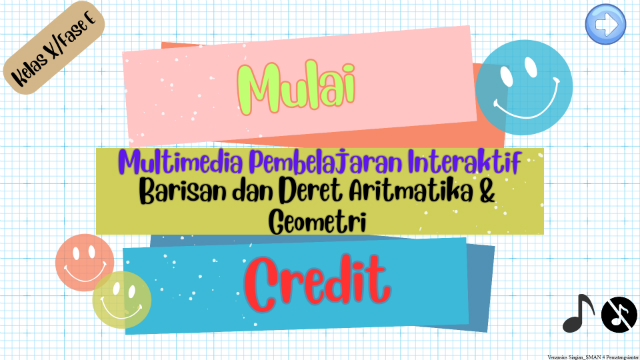 Kelas X/Fase E
Mulai
Multimedia Pembelajaran Interaktif
Barisan dan Deret Aritmatika &
Geometri
Credit